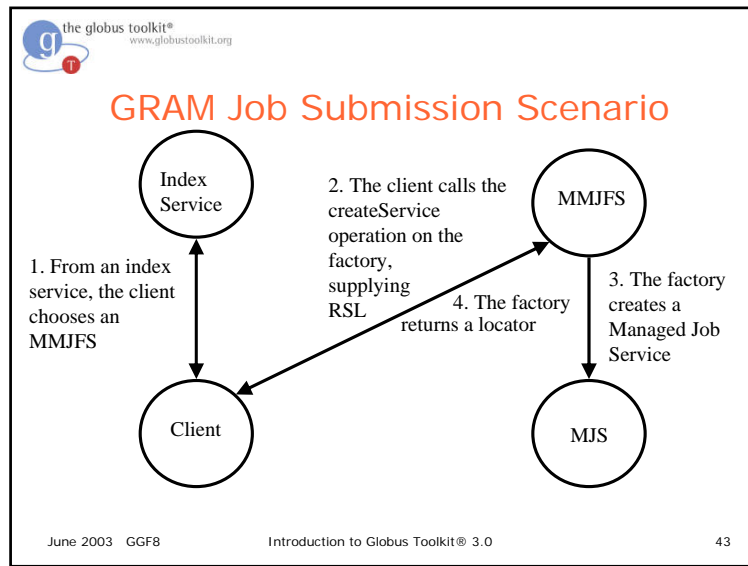 the globus toolkit®
www.globustoolkit.org
g
T
GRAM Job Submission Scenario
Index
Service
1. From an index
service, the client
chooses an
MMJFS
2. The client calls the
createService
operation on the
factory,
supplying
RSL
4. The factory
returns a locator
MMJFS
3. The factory
creates a
Managed Job
Service
Client
MJS
June 2003 GGF8
Introduction to Globus Toolkit® 3.0
43